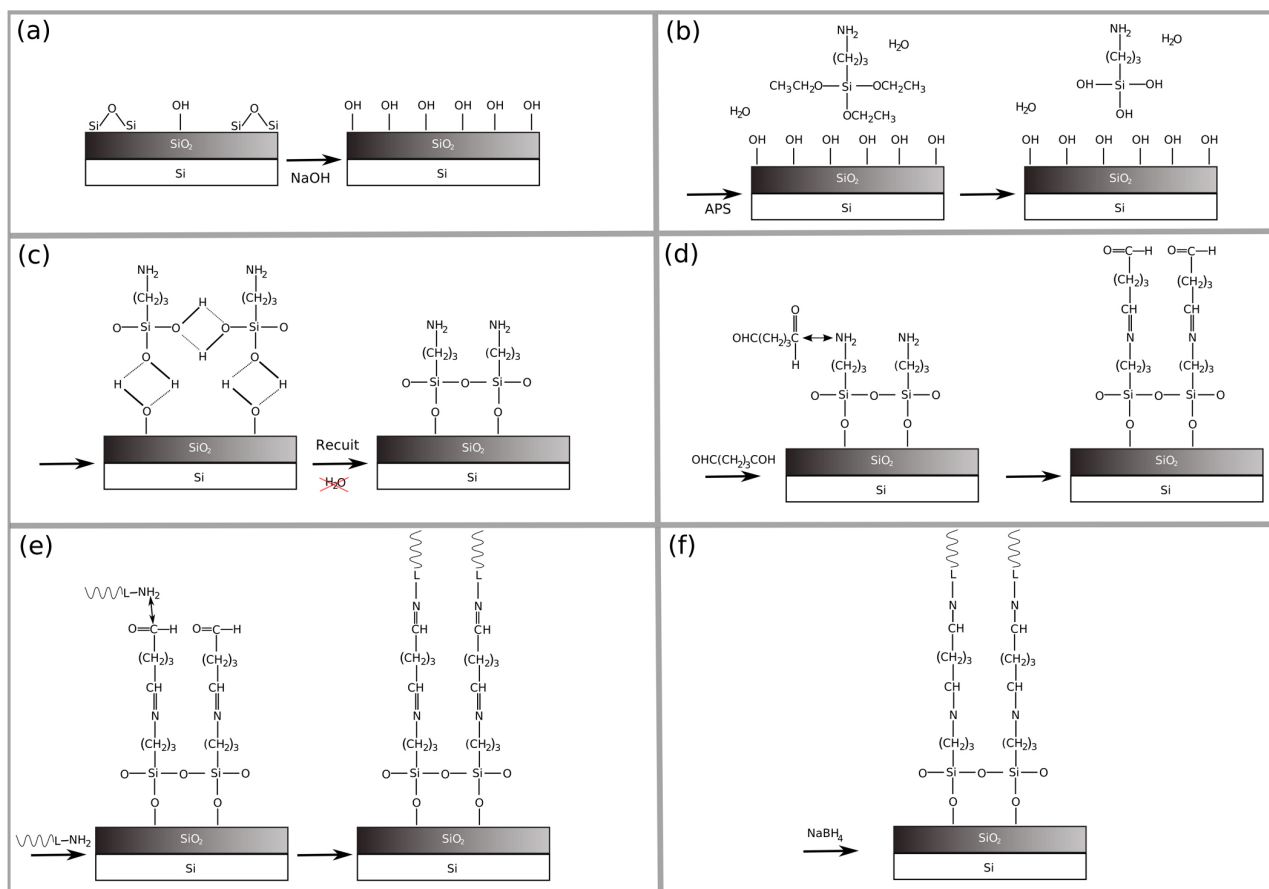 (a)
O
OH
Si Si
Si Si
SiO₂
Si
NaOH
OH OH OH OH OH OH
SiO₂
Si
(b)
NH₂
H₂O
(CH₂)₃
CH₃CH₂O Si OCH₂CH₃
OCH₂CH₃
H₂O
OH OH OH OH OH OH
SiO₂
Si
APS
NH₂
H₂O
(CH₂)₃
OH Si OH
OH
H₂O
OH OH OH OH OH OH
SiO₂
Si
(c)
NH₂ NH₂
(CH₂)₃ H (CH₂)₃
O Si O O Si O
H
O O
H H H H
O O
SiO₂
Si
Recuit
H₂O
NH₂ NH₂
(CH₂)₃ (CH₂)₃
O Si O Si O
O O
SiO₂
Si
(d)
OHC(CH₂)₃COH
O
OHC(CH₂)₃C NH₂ NH₂
H (CH₂)₃ (CH₂)₃
O Si O Si O
O O
SiO₂
Si
O=C—H O=C—H
(CH₂)₃ (CH₂)₃
CH CH
N N
(CH₂)₃ (CH₂)₃
O Si O Si O
O O
SiO₂
Si
(e)
L—NH₂
L—NH₂
O=C—H O=C—H
(CH₂)₃ (CH₂)₃
CH CH
N N
(CH₂)₃ (CH₂)₃
O Si O Si O
O O
SiO₂
Si
L L
N N
CH CH
(CH₂)₃ (CH₂)₃
CH CH
N N
(CH₂)₃ (CH₂)₃
O Si O Si O
O O
SiO₂
Si
(f)
NaBH₄
L L
N N
CH CH
(CH₂)₃ (CH₂)₃
CH CH
N N
(CH₂)₃ (CH₂)₃
O Si O Si O
O O
SiO₂
Si